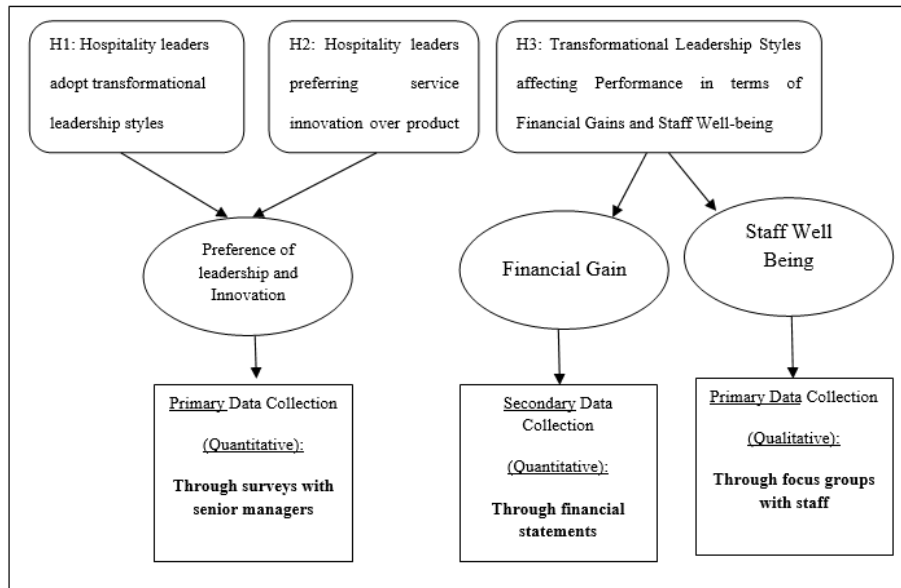 H1: Hospitality leaders
adopt transformational
leadership styles
H2: Hospitality leaders
preferring service
innovation over product
H3: Transformational Leadership Styles
affecting Performance in terms of
Financial Gains and Staff Well-being
Preference of
leadership and
Innovation
Financial Gain
Staff Well
Being
Primary Data Collection
(Quantitative):
Through surveys with
senior managers
Secondary Data
Collection
(Quantitative):
Through financial
statements
Primary Data Collection
(Qualitative):
Through focus groups
with staff